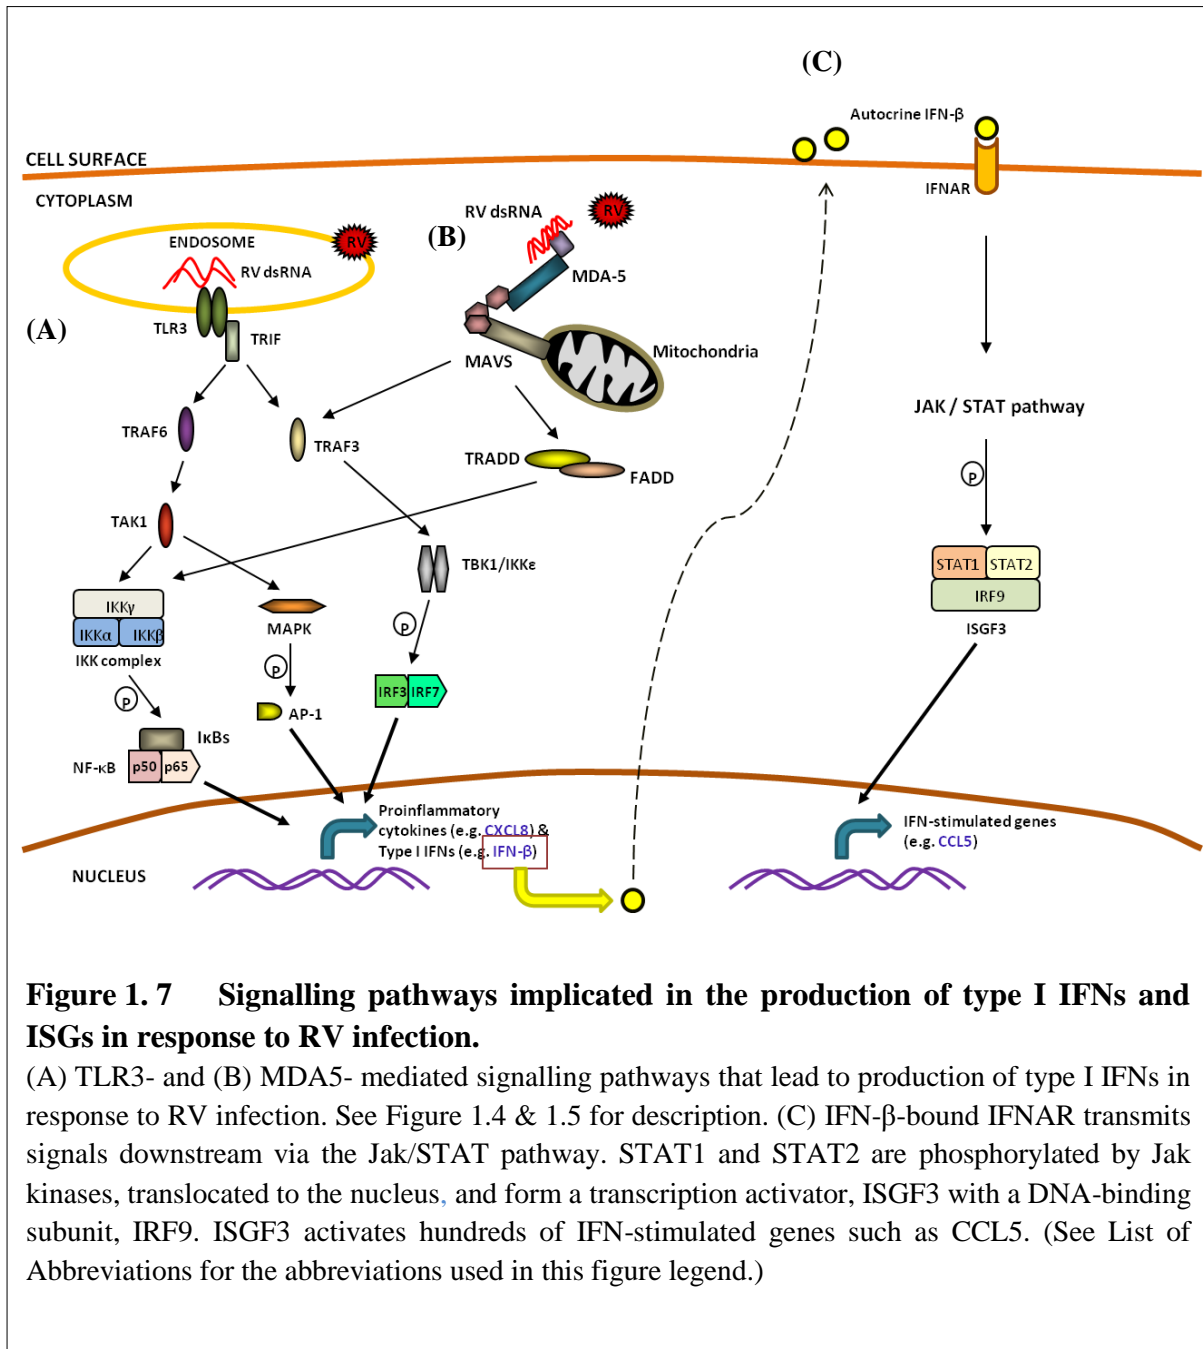 (C)
Autocrine IFN-β
CELL SURFACE
IFNAR
CYTOPLASM
RV dsRNA
RV
(B)
ENDOSOME
RV
RV dsRNA
MDA-5
(A)
TLR3
TRIF
MAVS
Mitochondria
JAK / STAT pathway
TRAF6
TRAF3
TRADD
FADD
P
TAK1
TBK1/IKKε
STAT1
STAT2
IRF9
ISGF3
IKKγ
IKKα
IKKβ
IKK complex
MAPK
P
P
P
IRF3
IRF7
AP-1
IκBs
NF-κB
p50
p65
Proinflammatory
cytokines (e.g. CXCL8) &
Type I IFNs (e.g. IFN-β)
IFN-stimulated genes
(e.g. CCL5)
NUCLEUS
Figure 1. 7 Signalling pathways implicated in the production of type I IFNs and
ISGs in response to RV infection.
(A) TLR3- and (B) MDA5- mediated signalling pathways that lead to production of type I IFNs in
response to RV infection. See Figure 1.4 & 1.5 for description. (C) IFN-β-bound IFNAR transmits
signals downstream via the Jak/STAT pathway. STAT1 and STAT2 are phosphorylated by Jak
kinases, translocated to the nucleus, and form a transcription activator, ISGF3 with a DNA-binding
subunit, IRF9. ISGF3 activates hundreds of IFN-stimulated genes such as CCL5. (See List of
Abbreviations for the abbreviations used in this figure legend.)